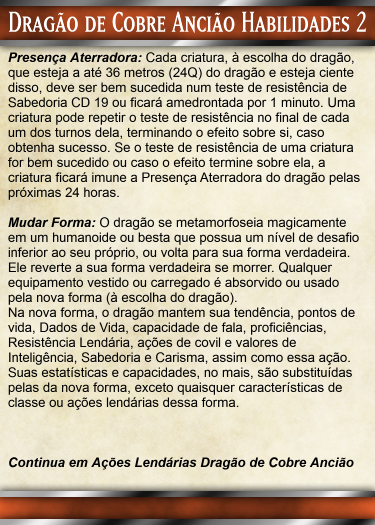 Dragão de Cobre Ancião Habilidades 2
Presença Aterradora: Cada criatura, à escolha do dragão,
que esteja a até 36 metros (24Q) do dragão e esteja ciente
disso, deve ser bem sucedida num teste de resistência de
Sabedoria CD 19 ou ficará amedrontada por 1 minuto. Uma
criatura pode repetir o teste de resistência no final de cada
um dos turnos dela, terminando o efeito sobre si, caso
obtenha sucesso. Se o teste de resistência de uma criatura
for bem sucedido ou caso o efeito termine sobre ela, a
criatura ficará imune a Presença Aterradora do dragão pelas
próximas 24 horas.
Mudar Forma: O dragão se metamorfoseia magicamente
em um humanoide ou besta que possua um nível de desafio
inferior ao seu próprio, ou volta para sua forma verdadeira.
Ele reverte a sua forma verdadeira se morrer. Qualquer
equipamento vestido ou carregado é absorvido ou usado
pela nova forma (à escolha do dragão).
Na nova forma, o dragão mantem sua tendência, pontos de
vida, Dados de Vida, capacidade de fala, proficiências,
Resistência Lendária, ações de covil e valores de
Inteligência, Sabedoria e Carisma, assim como essa ação.
Suas estatísticas e capacidades, no mais, são substituídas
pelas da nova forma, exceto quaisquer características de
classe ou ações lendárias dessa forma.
Continua em Ações Lendárias Dragão de Cobre Ancião